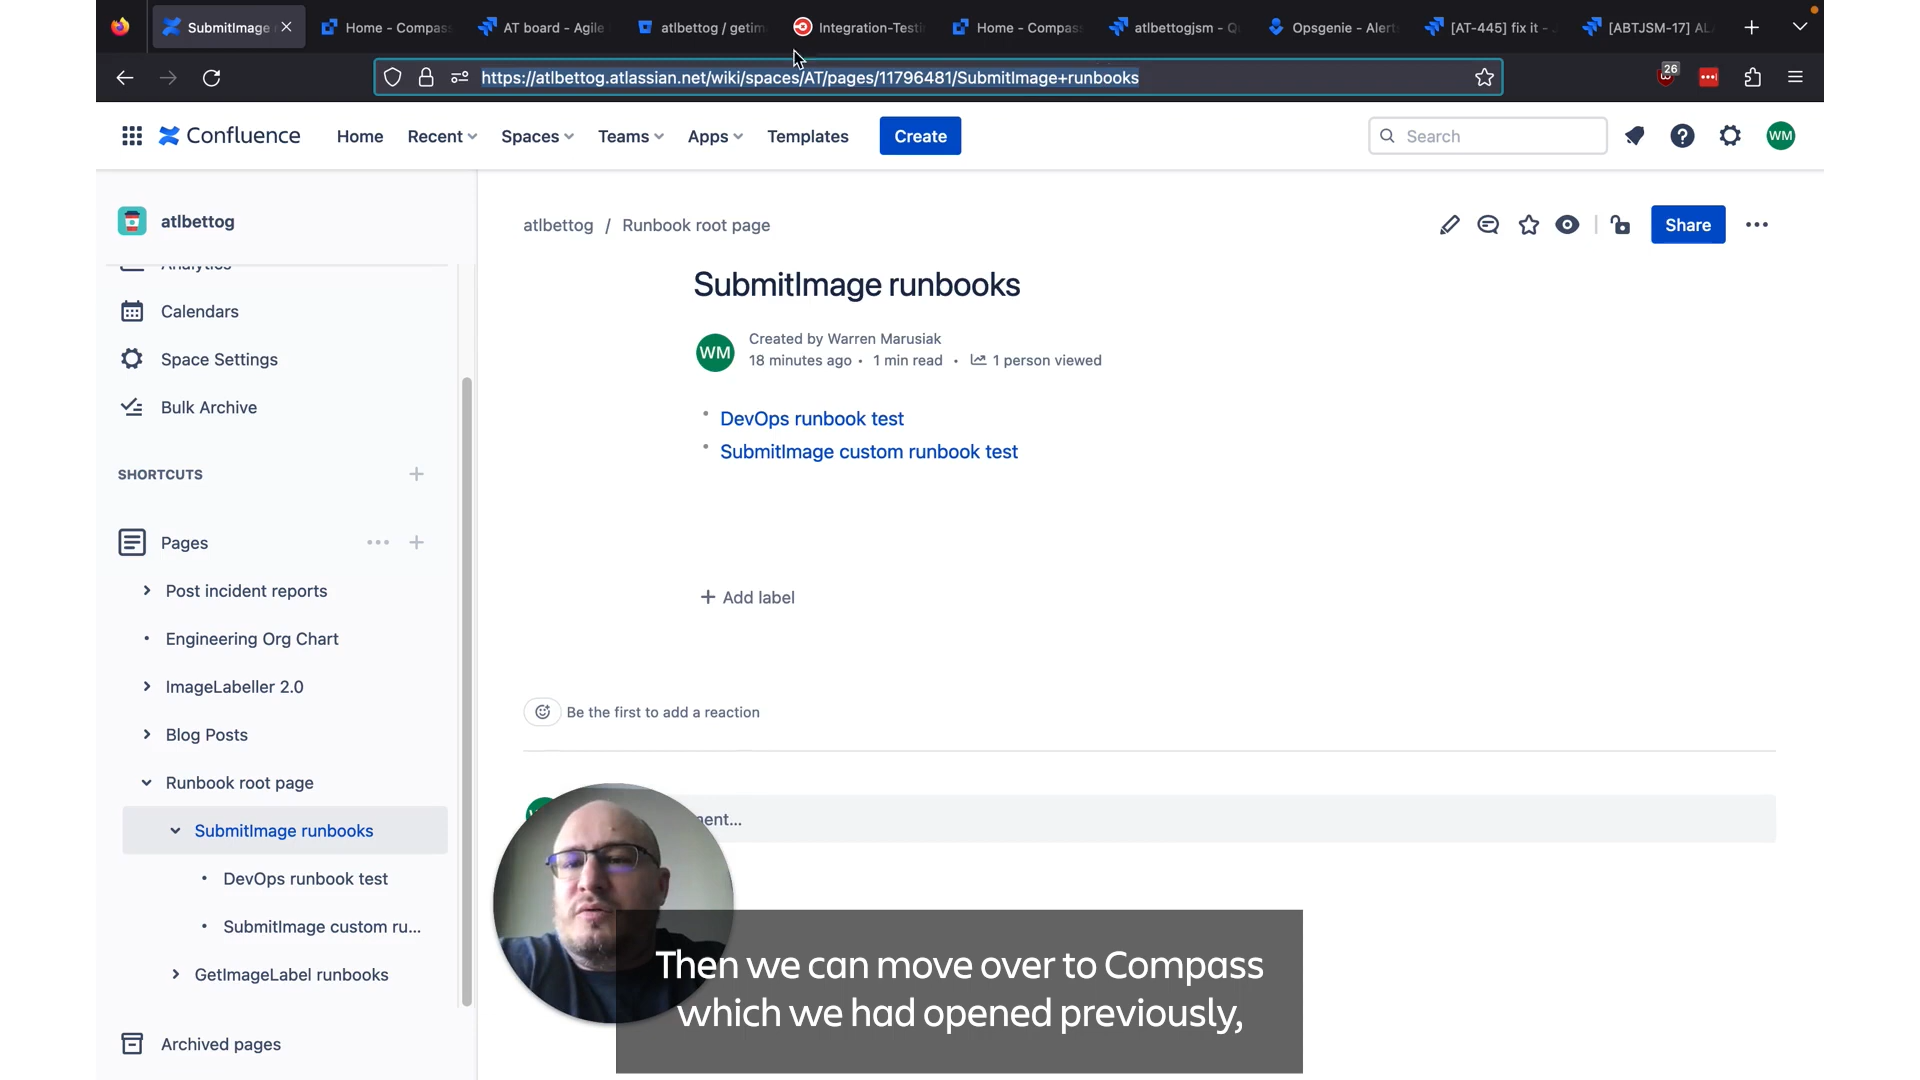 SubmitImage
Home - Compas
AT board - Agile
atlbettog / getim
Integration-Testi
Home - Compas
atlbettogjsm - Q
Opsgenie - Alert
[AT-445] fix it -
[ABTJSM-17] AL
https://atlbettog.atlassian.net/wiki/spaces/AT/pages/11796481/SubmitImage+runbooks
26
Confluence
Home
Recent
Spaces
Teams
Apps
Templates
Create
Search
WM
atlbettog
Analytics
Calendars
Space Settings
Bulk Archive
SHORTCUTS
Pages
Post incident reports
Engineering Org Chart
ImageLabeller 2.0
Blog Posts
Runbook root page
SubmitImage runbooks
DevOps runbook test
SubmitImage custom ru...
GetImageLabel runbooks
Archived pages
atlbettog / Runbook root page
Share
SubmitImage runbooks
WM
Created by Warren Marusiak
18 minutes ago • 1 min read • 1 person viewed
• DevOps runbook test
• SubmitImage custom runbook test
+ Add label
Be the first to add a reaction
ent...
Then we can move over to Compass
which we had opened previously,